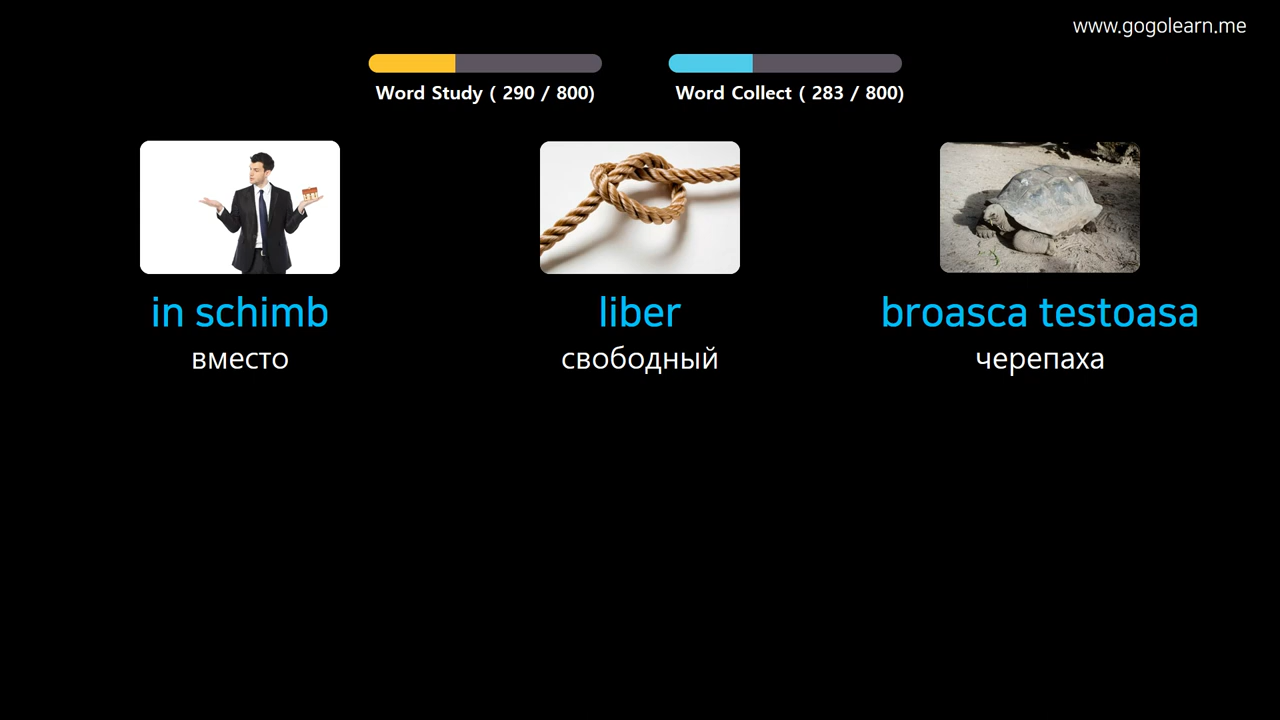 www.gogolearn.me
Word Study ( 290 / 800)
Word Collect ( 283 / 800)
in schimb
liber
broasca testoasa
вместо
свободный
черепаха